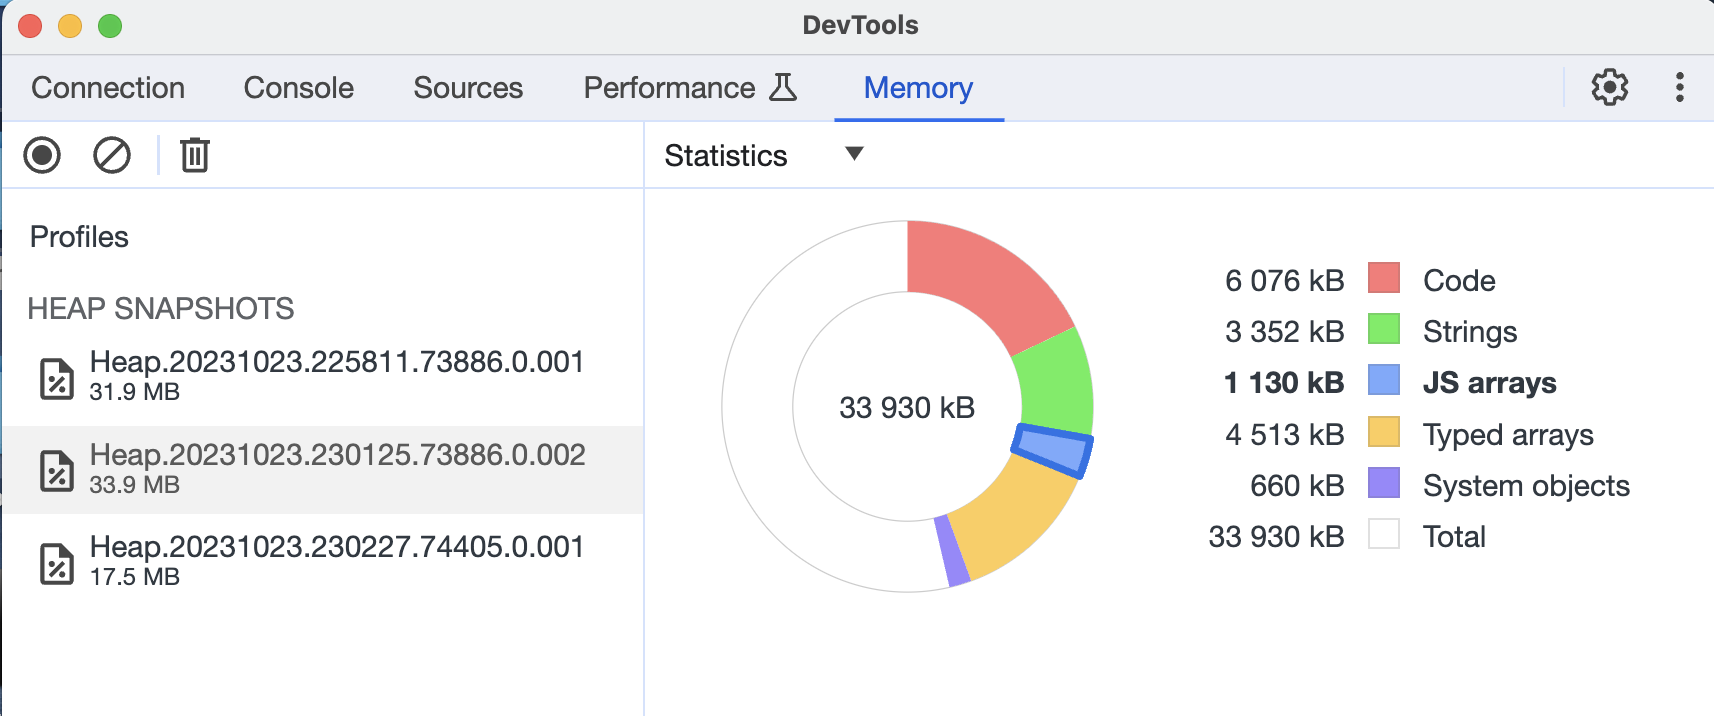 DevTools
Connection Console Sources Performance Memory
Statistics
Profiles
HEAP SNAPSHOTS
Heap.20231023.225811.73886.0.001
31.9 MB
Heap.20231023.230125.73886.0.002
33.9 MB
Heap.20231023.230227.74405.0.001
17.5 MB
33 930 kB
6 076 kB Code
3 352 kB Strings
1 130 kB JS arrays
4 513 kB Typed arrays
660 kB System objects
33 930 kB Total